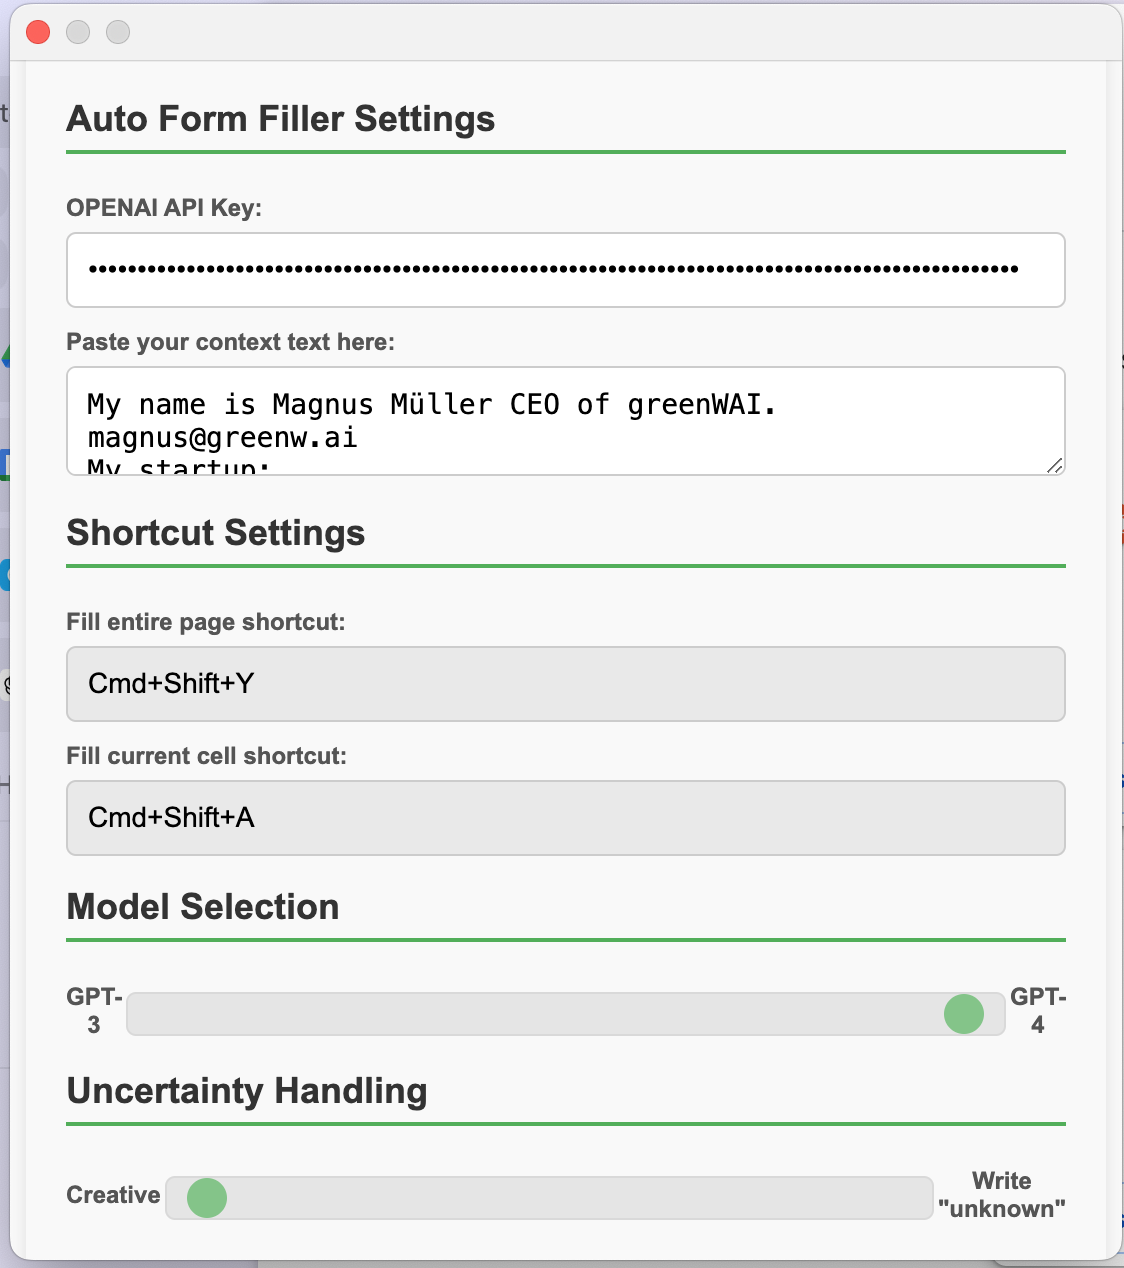 Auto Form Filler Settings
OPENAI API Key:
Paste your context text here:
My name is Magnus Müller CEO of greenWAI.
magnus@greenw.ai
My startup:
Shortcut Settings
Fill entire page shortcut:
Cmd+Shift+Y
Fill current cell shortcut:
Cmd+Shift+A
Model Selection
GPT-
3
GPT-
4
Uncertainty Handling
Creative
Write
"unknown"